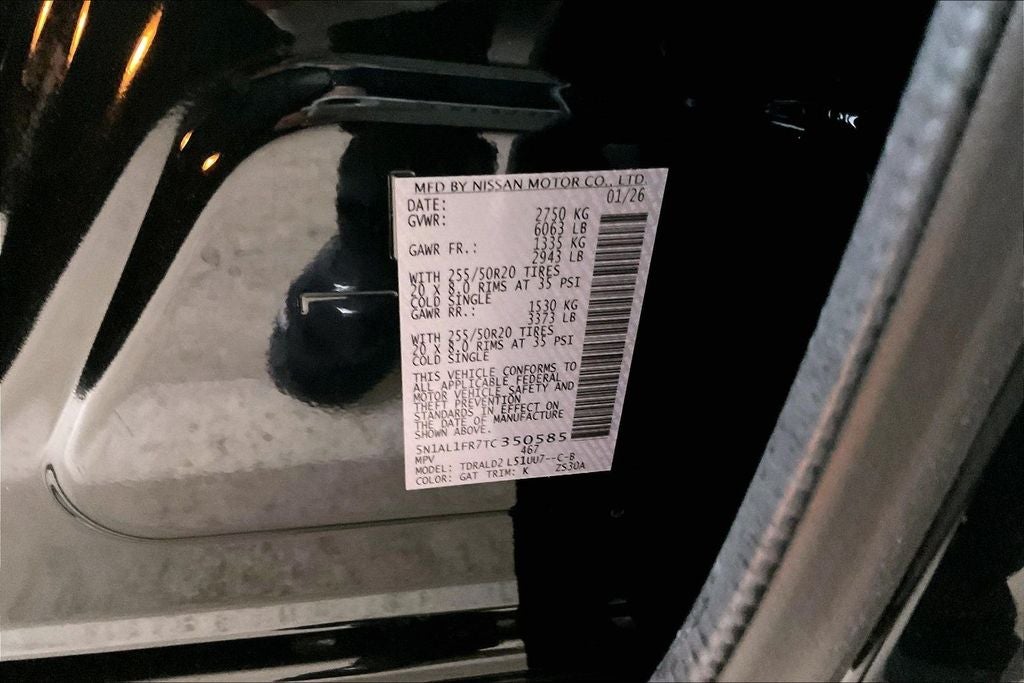 MFD BY NISSAN MOTOR CO., LTD.
DATE: 01/26
GVWR: 2750 KG
6063 LB
GAWR FR.: 1335 KG
2943 LB
WITH 255/50R20 TIRES
20 X 8.0 RIMS AT 35 PSI
COLD SINGLE
GAWR RR.: 1530 KG
3373 LB
WITH 255/50R20 TIRES
20 X 8.0 RIMS AT 35 PSI
COLD SINGLE
THIS VEHICLE CONFORMS TO
ALL APPLICABLE FEDERAL
MOTOR VEHICLE SAFETY AND
THEFT PREVENTION
STANDARDS IN EFFECT ON
THE DATE OF MANUFACTURE
SHOWN ABOVE.
5N1AL1FR7TC350585
MPV 467
MODEL: TDRALD2 LS1UU7--C-B
COLOR: GAT TRIM: K ZS30A